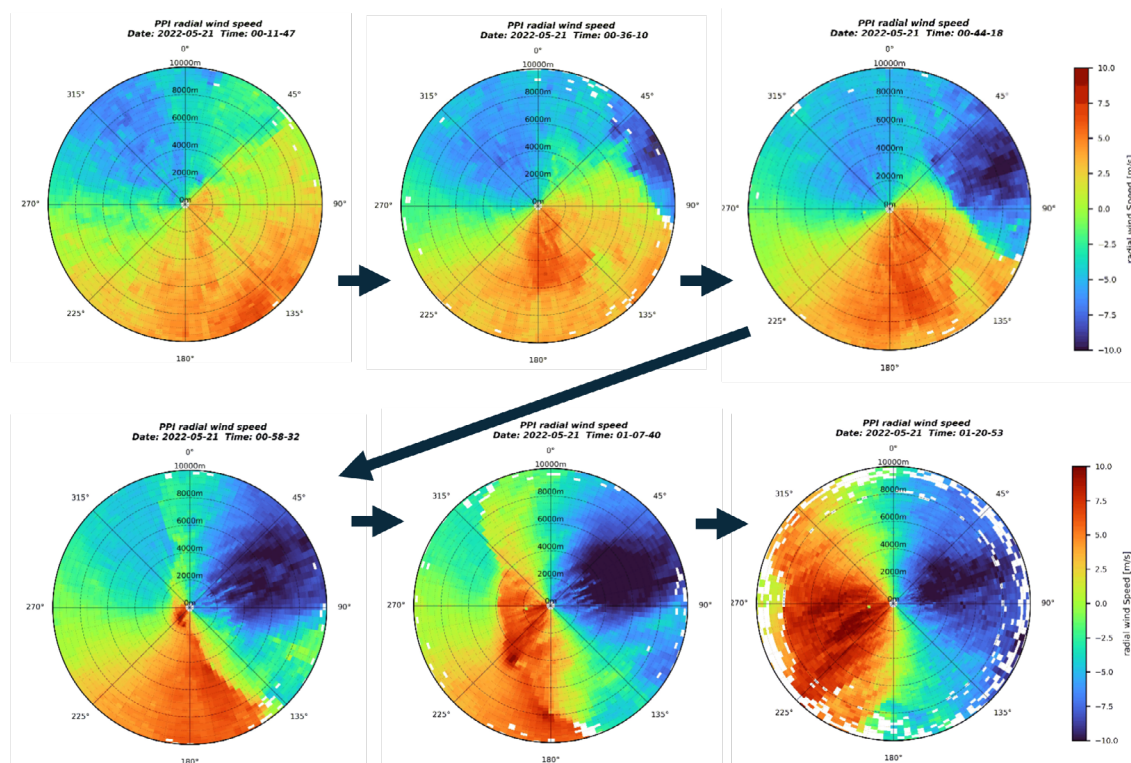 PPI radial wind speed
Date: 2022-05-21  Time: 00-11-47
0°
10000m
8000m
6000m
4000m
2000m
0m
45°
90°
135°
180°
225°
270°
315°
PPI radial wind speed
Date: 2022-05-21  Time: 00-36-10
0°
10000m
8000m
6000m
4000m
2000m
0m
45°
90°
135°
180°
225°
270°
315°
PPI radial wind speed
Date: 2022-05-21  Time: 00-44-18
0°
10000m
8000m
6000m
4000m
2000m
0m
45°
90°
135°
180°
225°
270°
315°
10.0
7.5
5.0
2.5
0.0
−2.5
−5.0
−7.5
−10.0
radial wind Speed [m/s]
PPI radial wind speed
Date: 2022-05-21  Time: 00-58-32
0°
10000m
8000m
6000m
4000m
2000m
0m
45°
90°
135°
180°
225°
270°
315°
PPI radial wind speed
Date: 2022-05-21  Time: 01-07-40
0°
10000m
8000m
6000m
4000m
2000m
0m
45°
90°
135°
180°
225°
270°
315°
PPI radial wind speed
Date: 2022-05-21  Time: 01-20-53
0°
10000m
8000m
6000m
4000m
2000m
0m
45°
90°
135°
180°
225°
270°
315°
10.0
7.5
5.0
2.5
0.0
−2.5
−5.0
−7.5
−10.0
radial wind Speed [m/s]